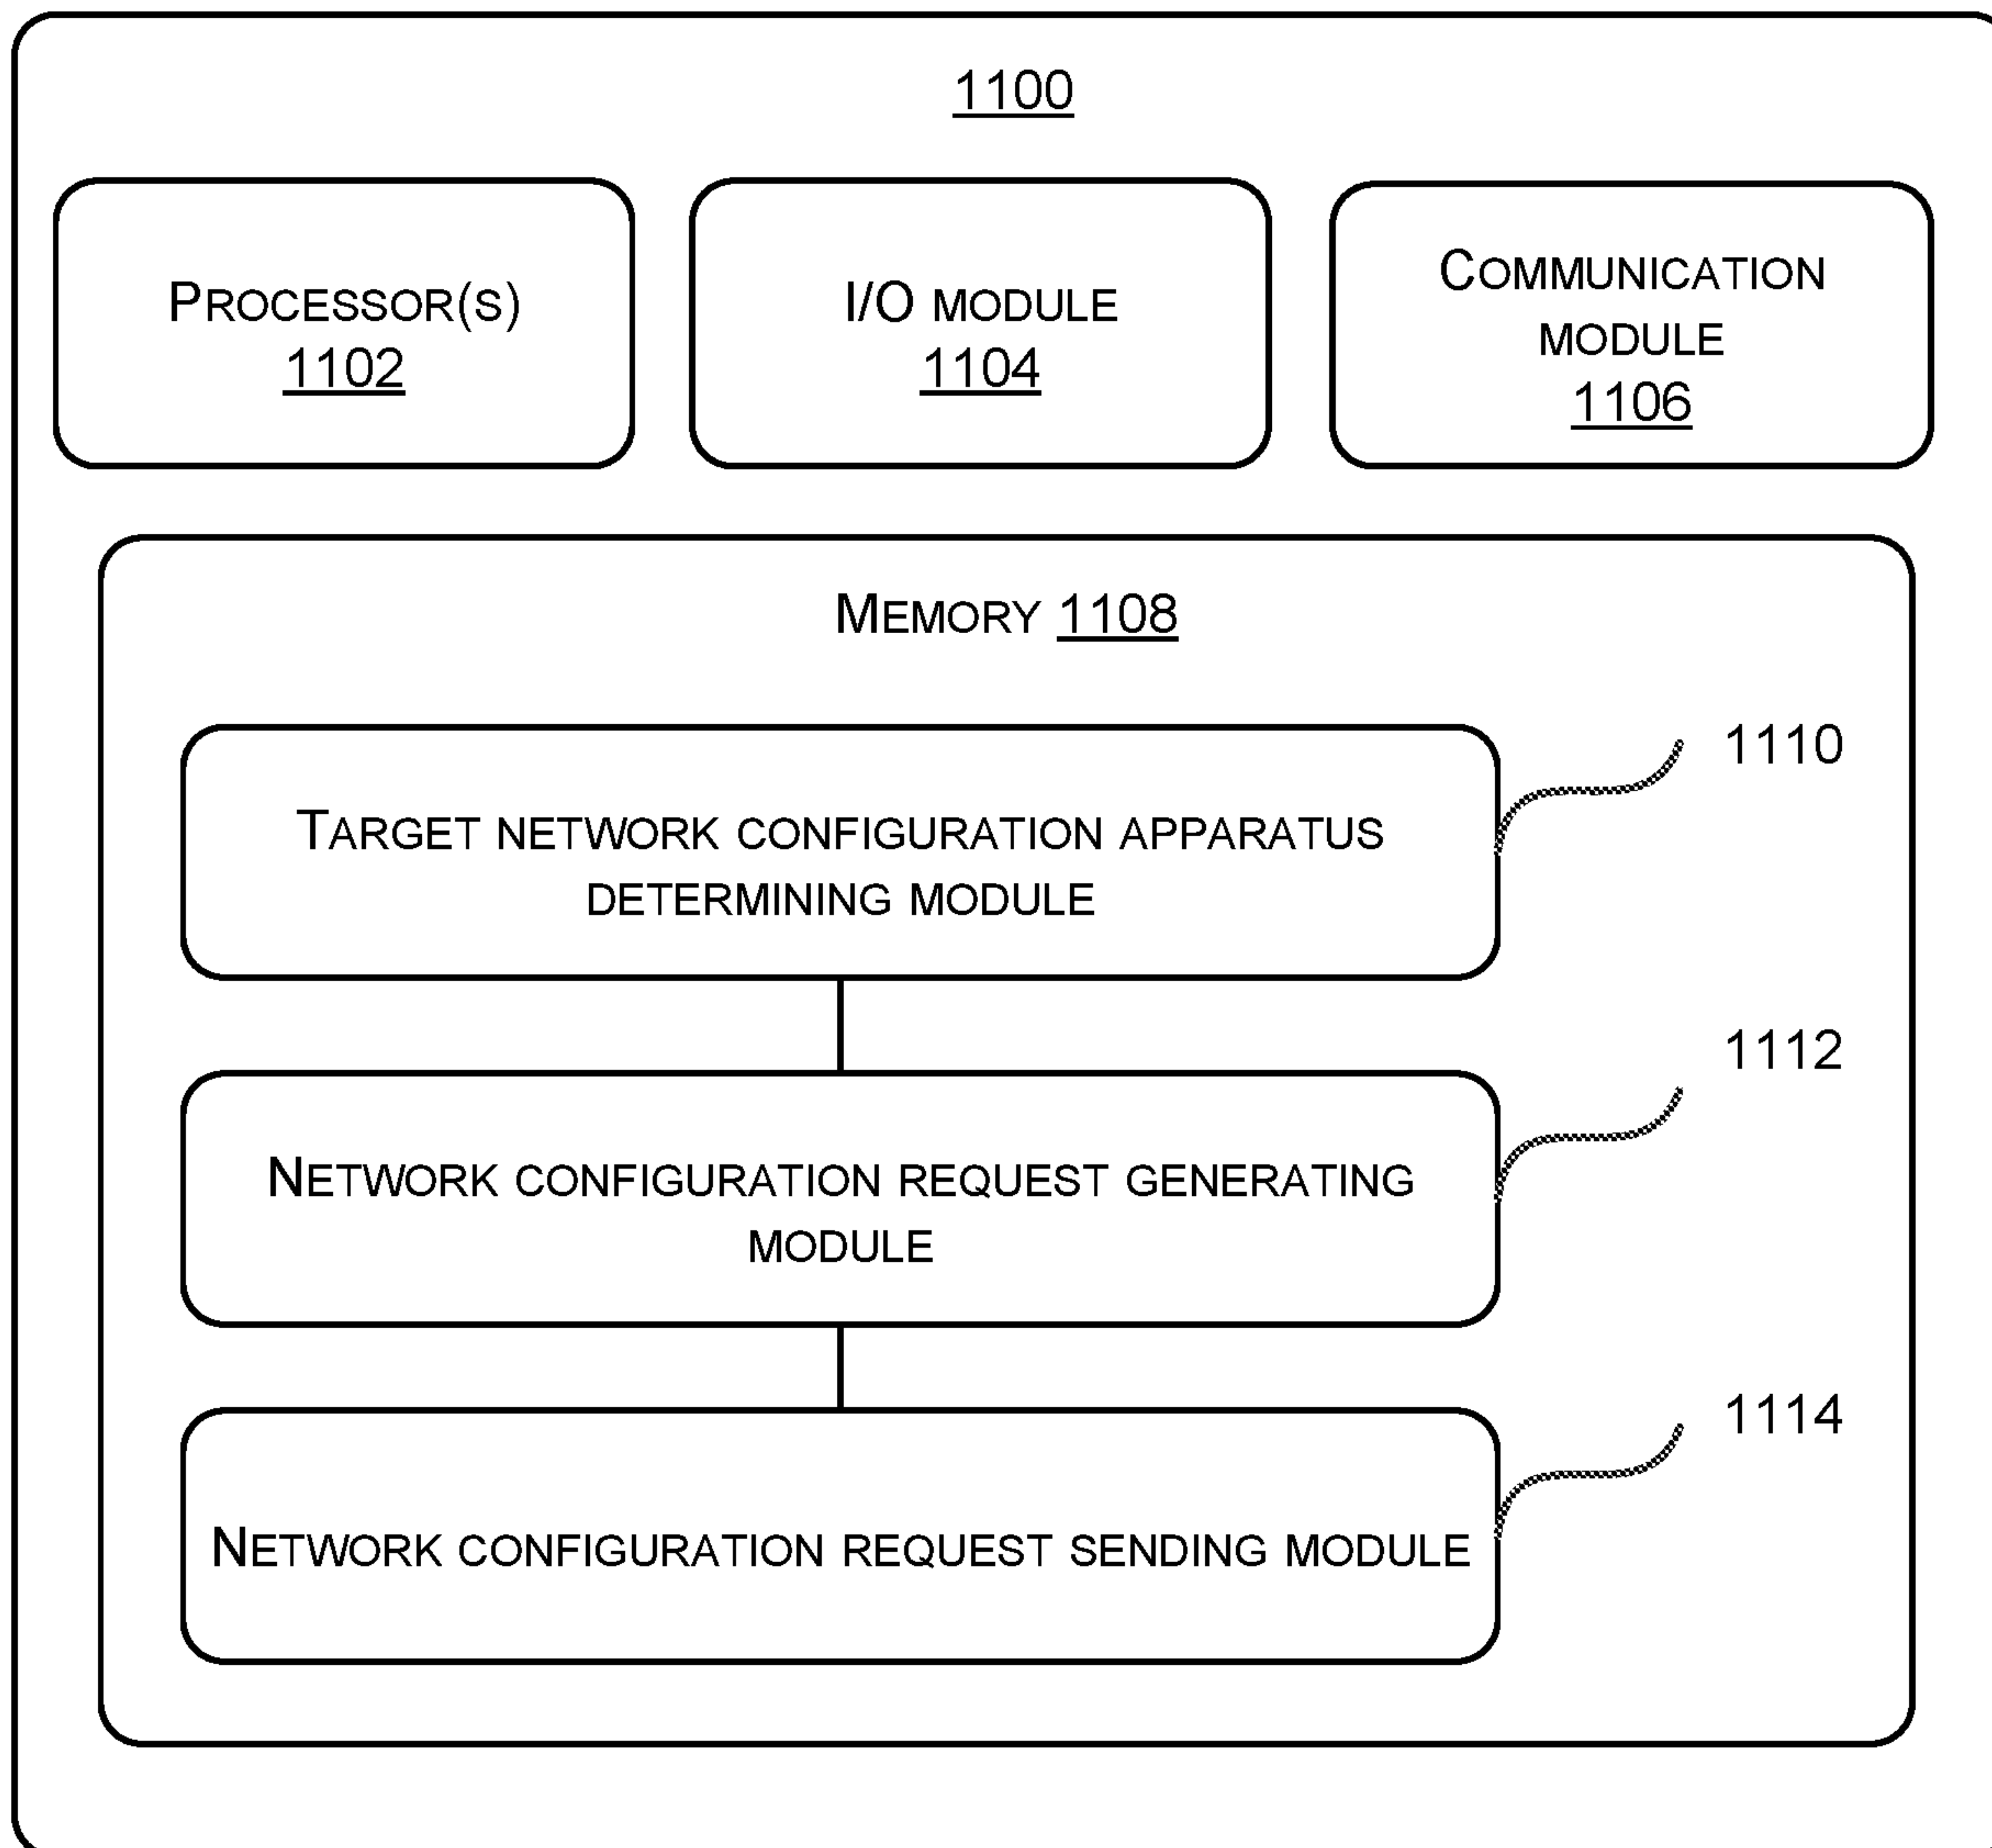 1100
PROCESSOR(S)
1102
I/O MODULE
1104
COMMUNICATION
MODULE
1106
MEMORY 1108
1110
TARGET NETWORK CONFIGURATION APPARATUS
DETERMINING MODULE
1112
NETWORK CONFIGURATION REQUEST GENERATING
MODULE
1114
NETWORK CONFIGURATION REQUEST SENDING MODULE